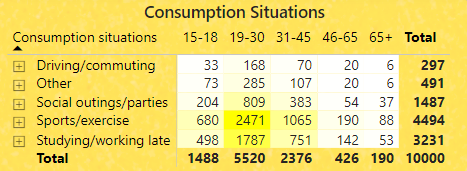 Consumption Situations
Consumption situations 15-18 19-30 31-45 46-65 65+ Total
Driving/commuting 33 168 70 20 6 297
Other 73 285 107 20 6 491
Social outings/parties 204 809 383 54 37 1487
Sports/exercise 680 2471 1065 190 88 4494
Studying/working late 498 1787 751 142 53 3231
Total 1488 5520 2376 426 190 10000